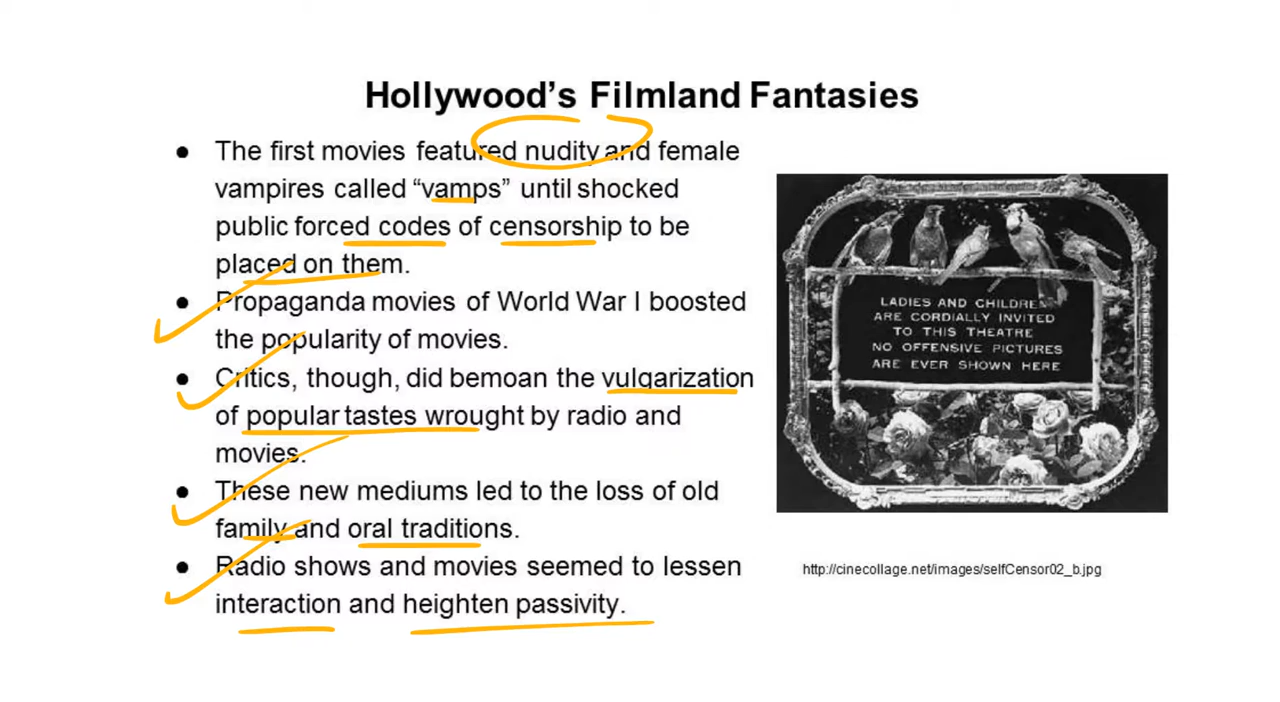 Hollywood's Filmland Fantasies
● The first movies featured nudity and female
vampires called “vamps” until shocked
public forced codes of censorship to be
placed on them.
● Propaganda movies of World War I boosted
the popularity of movies.
● Critics, though, did bemoan the vulgarization
of popular tastes wrought by radio and
movies.
● These new mediums led to the loss of old
family and oral traditions.
● Radio shows and movies seemed to lessen
interaction and heighten passivity.
LADIES AND CHILDREN
ARE CORDIALLY INVITED
TO THIS THEATRE
NO OFFENSIVE PICTURES
ARE EVER SHOWN HERE
http://cinecollage.net/images/selfCensor02_b.jpg